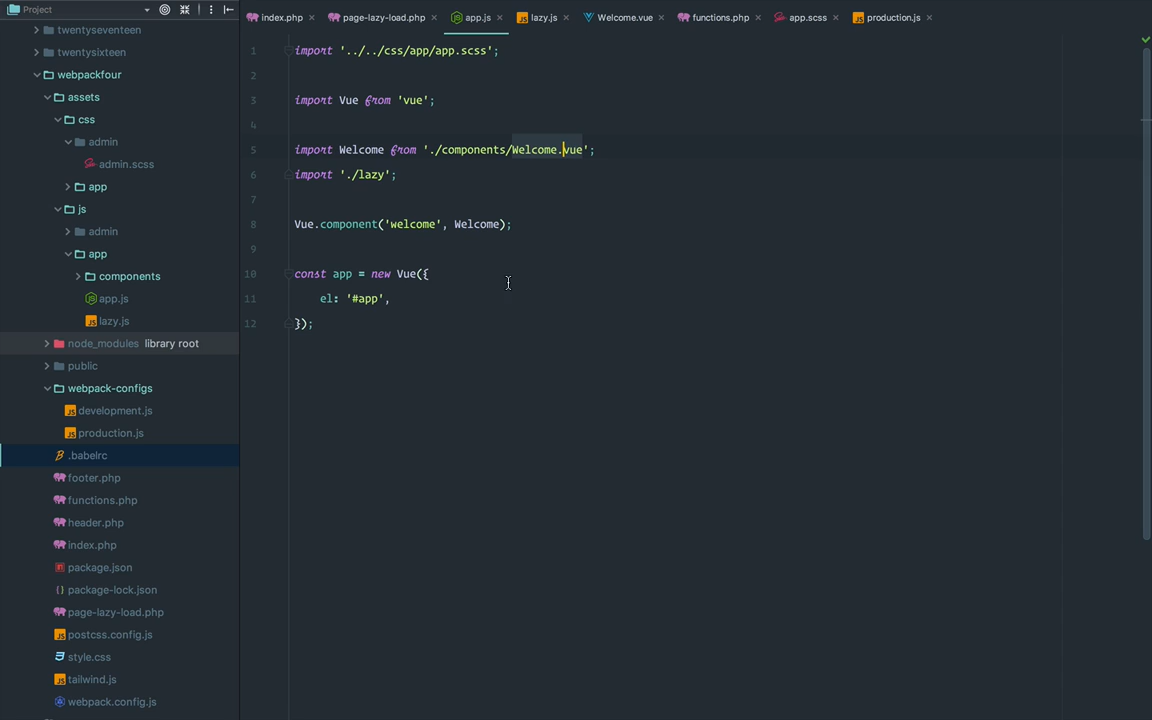 Project
index.php
page-lazy-load.php
app.js
lazy.js
Welcome.vue
functions.php
app.scss
production.js
twentyseventeen
twentysixteen
webpackfour
assets
css
admin
admin.scss
app
js
admin
app
components
app.js
lazy.js
node_modules library root
public
webpack-configs
development.js
production.js
.babelrc
footer.php
functions.php
header.php
index.php
package.json
package-lock.json
page-lazy-load.php
postcss.config.js
style.css
tailwind.js
webpack.config.js
1 import '../../css/app/app.scss';
2
3 import Vue from 'vue';
4
5 import Welcome from './components/Welcome.vue';
6 import './lazy';
7
8 Vue.component('welcome', Welcome);
9
10 const app = new Vue({
11 el: '#app',
12 });